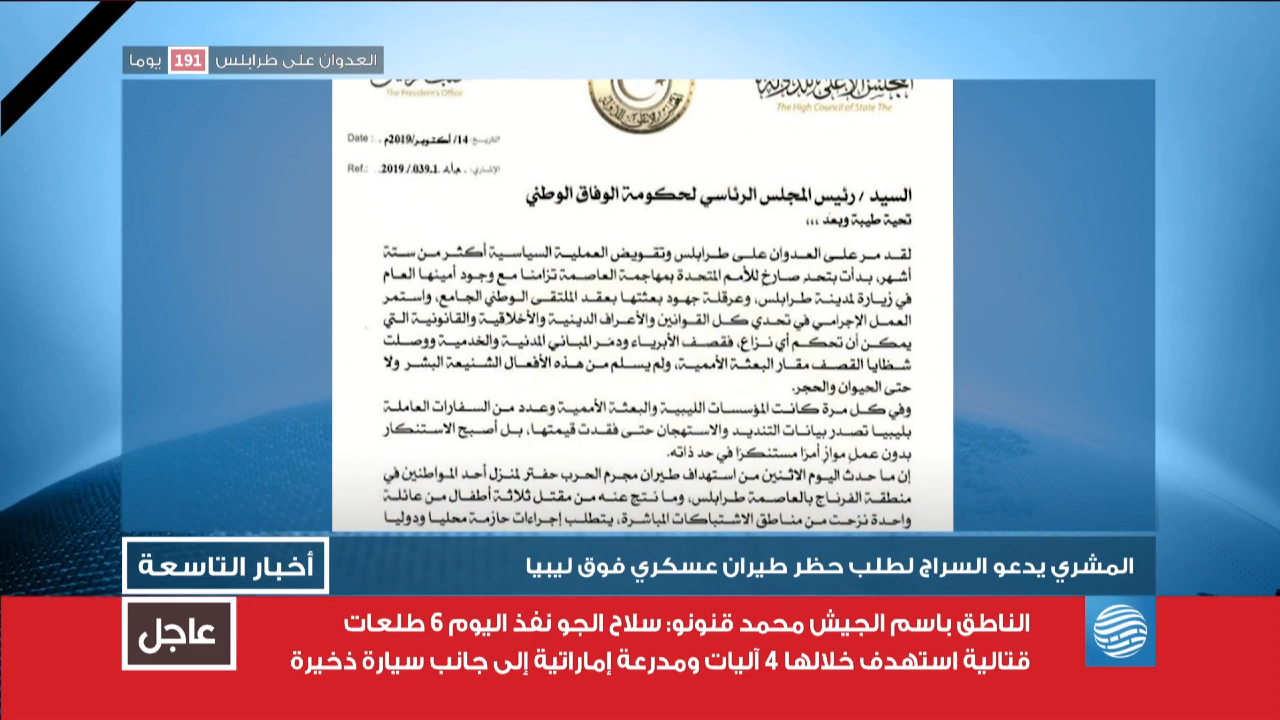 العدوان على طرابلس 191 يوماً
The President's Office
المجلس الأعلى للدولة
The High Council of State The
Date : 14/ أكتوبر/2019م التاريخ:
Ref.: 2019 /.039.1 الإشاري:
السيد / رئيس المجلس الرئاسي لحكومة الوفاق الوطني
تحية طيبة وبعد ،،،
لقد مر على العدوان على طرابلس وتقويض العملية السياسية أكثر من ستة
أشهر، بدأت بتحد صارخ للأمم المتحدة بمهاجمة العاصمة تزامنا مع وجود أمينها العام
في زيارة لمدينة طرابلس، وعرقلة جهود بعثتها بعقد الملتقى الوطني الجامع، واستمر
العمل الإجرامي في تحدي كل القوانين والأعراف الدينية والأخلاقية والقانونية التي
يمكن أن تحكم أي نزاع، فقصف الأبرياء ودمر المباني المدنية والخدمية ووصلت
شظايا القصف مقار البعثة الأممية، ولم يسلم من هذه الأفعال الشنيعة البشر ولا
حتى الحيوان والحجر.
وفي كل مرة كانت المؤسسات الليبية والبعثة الأممية وعدد من السفارات العاملة
بليبيا تصدر بيانات التنديد والاستهجان حتى فقدت قيمتها، بل أصبح الاستنكار
بدون عمل مواز أمرا مستنكرا في حد ذاته.
إن ما حدث اليوم الاثنين من استهداف طيران مجرم الحرب حفتر لمنزل أحد المواطنين في
منطقة الفرناج بالعاصمة طرابلس، وما نتج عنه من مقتل ثلاثة أطفال من عائلة
واحدة نزحت من مناطق الاشتباكات المباشرة، يتطلب إجراءات حازمة محليا ودوليا
المشري يدعو السراج لطلب حظر طيران عسكري فوق ليبيا
أخبار التاسعة
عاجل
الناطق باسم الجيش محمد قنونو: سلاح الجو نفذ اليوم 6 طلعات
قتالية استهدف خلالها 4 آليات ومدرعة إماراتية إلى جانب سيارة ذخيرة